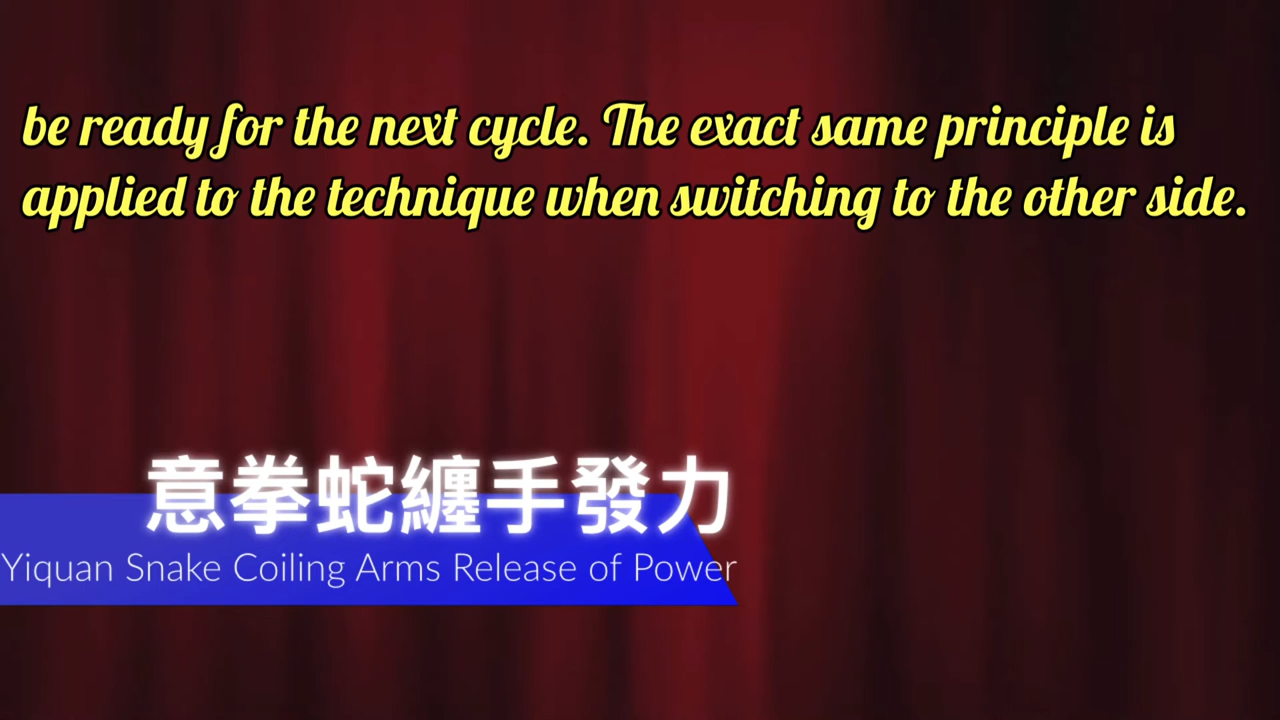 be ready for the next cycle. The exact same principle is
applied to the technique when switching to the other side.
意拳蛇纏手發力
Yiquan Snake Coiling Arms Release of Power